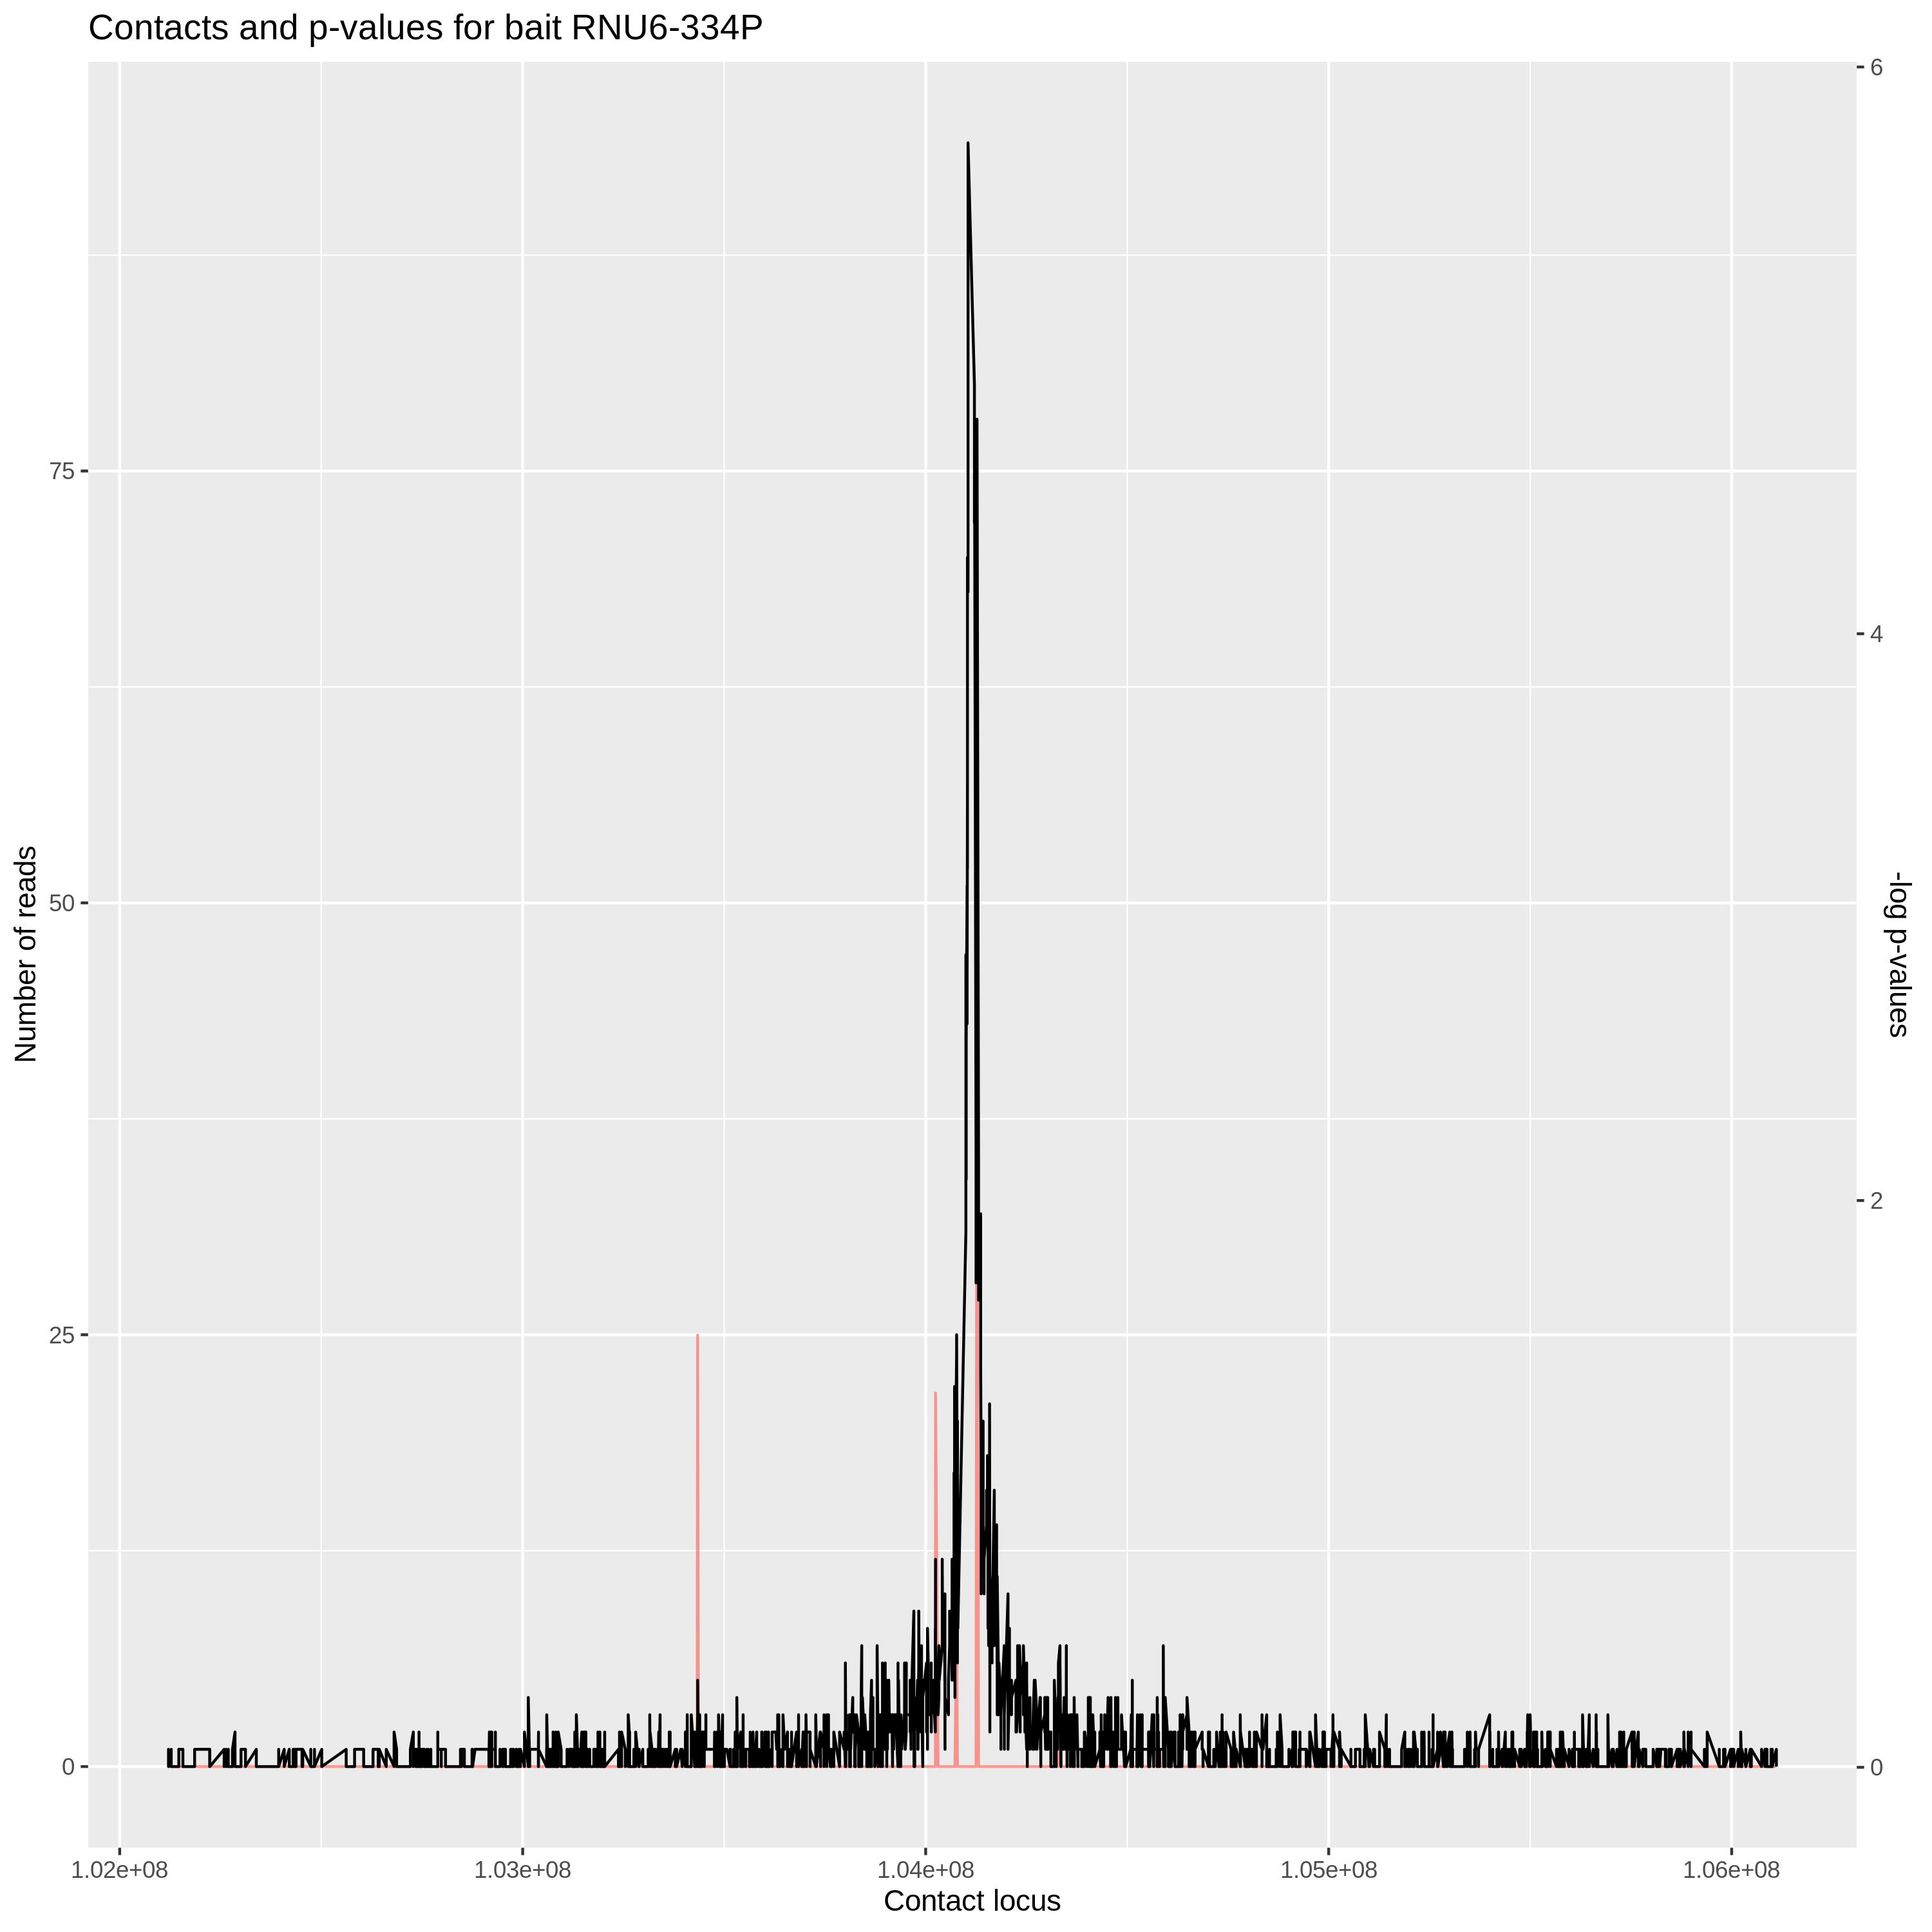 Contacts and p-values for bait RNU6-334P
6
75
4
50
Number of reads
-log p-values
2
25
0
0
1.02e+08 1.03e+08 1.04e+08 1.05e+08 1.06e+08
Contact locus